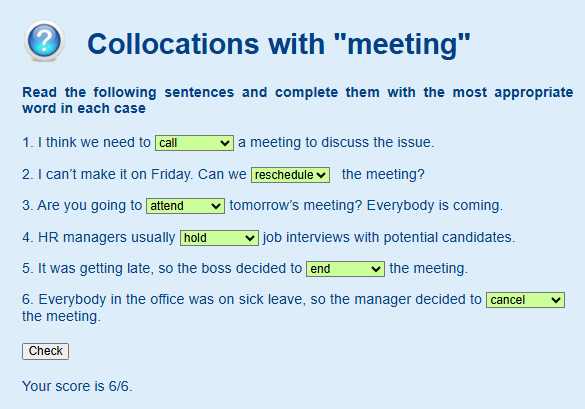 ?
Collocations with "meeting"
Read the following sentences and complete them with the most appropriate
word in each case
1. I think we need to call a meeting to discuss the issue.
2. I can't make it on Friday. Can we reschedule the meeting?
3. Are you going to attend tomorrow's meeting? Everybody is coming.
4. HR managers usually hold job interviews with potential candidates.
5. It was getting late, so the boss decided to end the meeting.
6. Everybody in the office was on sick leave, so the manager decided to cancel
the meeting.
Check
Your score is 6/6.